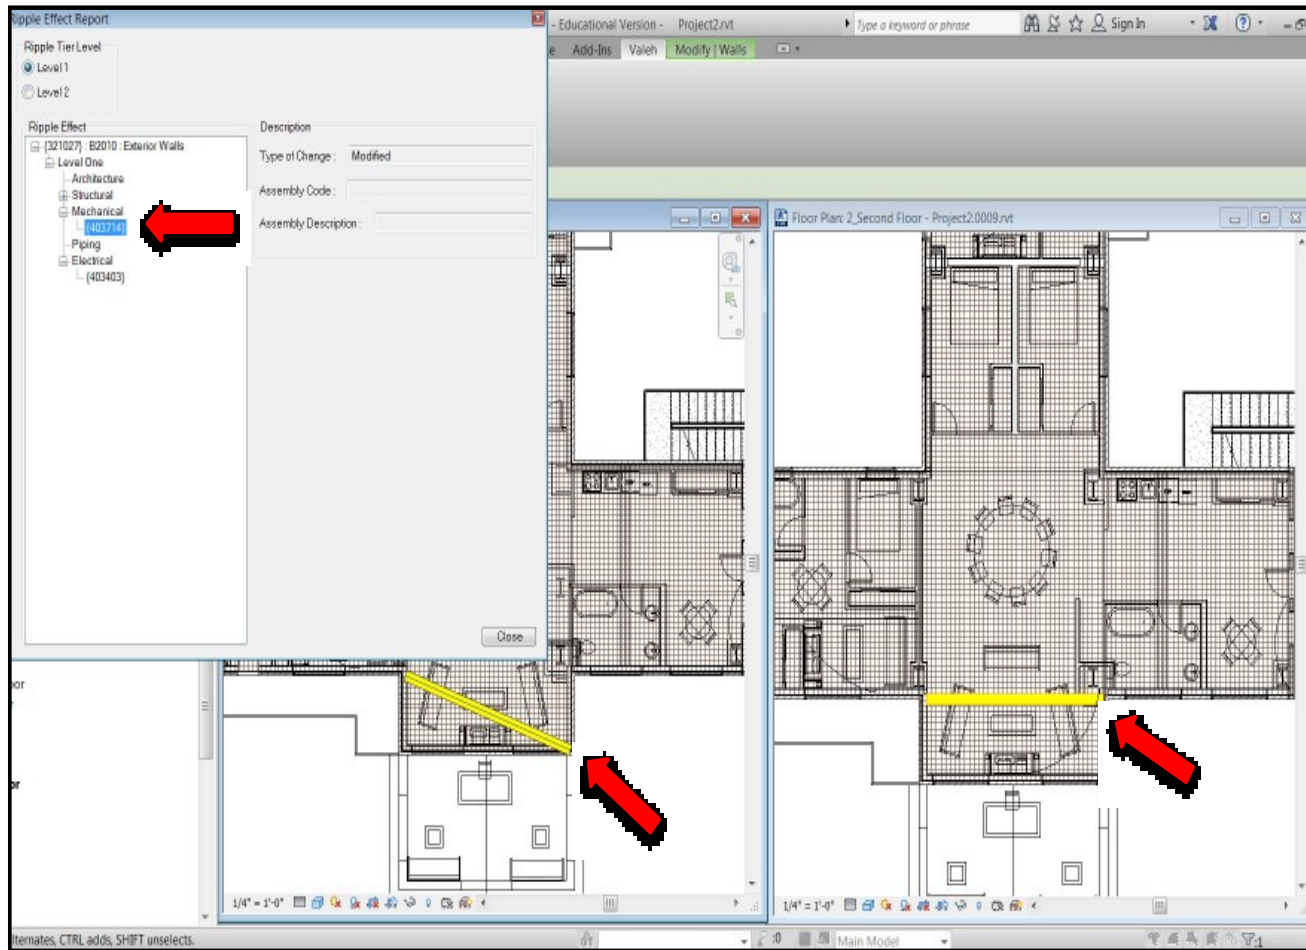 Ripple Effect Report
- Educational Version - Project2.rvt
Type a keyword or phrase
Sign In
Add-Ins Valeh Modify | Walls
Ripple Tier Level
Level 1
Level 2
Ripple Effect
{321027} : B2010 : Exterior Walls
Level One
Architecture
Structural
Mechanical
{403714}
Piping
Electrical
{403403}
Description
Type of Change : Modified
Assembly Code :
Assembly Description :
Close
Floor Plan: 2_Second Floor - Project2.0009.rvt
1/4" = 1'-0"
1/4" = 1'-0"
lternates, CTRL adds, SHIFT unselects.
:0
Main Model
:1